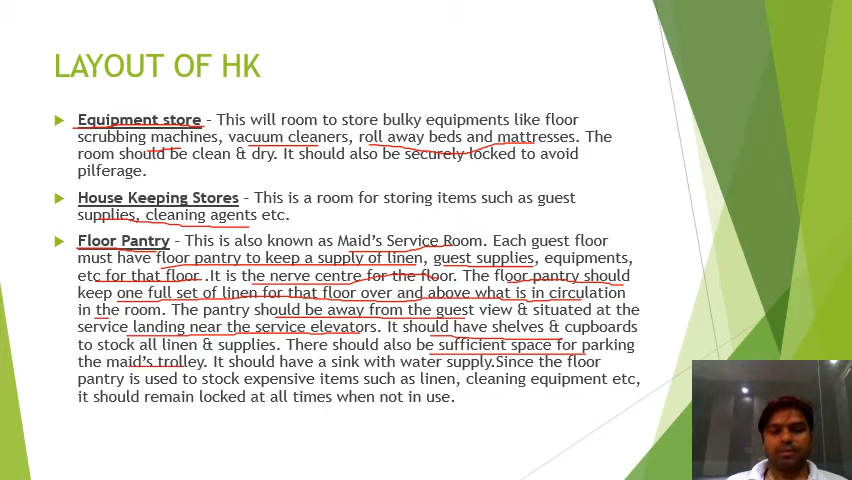 LAYOUT OF HK
Equipment store – This will room to store bulky equipments like floor
scrubbing machines, vacuum cleaners, roll away beds and mattresses. The
room should be clean & dry. It should also be securely locked to avoid
pilferage.
House Keeping Stores – This is a room for storing items such as guest
supplies, cleaning agents etc.
Floor Pantry – This is also known as Maid's Service Room. Each guest floor
must have floor pantry to keep a supply of linen, guest supplies, equipments,
etc for that floor .It is the nerve centre for the floor. The floor pantry should
keep one full set of linen for that floor over and above what is in circulation
in the room. The pantry should be away from the guest view & situated at the
service landing near the service elevators. It should have shelves & cupboards
to stock all linen & supplies. There should also be sufficient space for parking
the maid's trolley. It should have a sink with water supply.Since the floor
pantry is used to stock expensive items such as linen, cleaning equipment etc,
it should remain locked at all times when not in use.